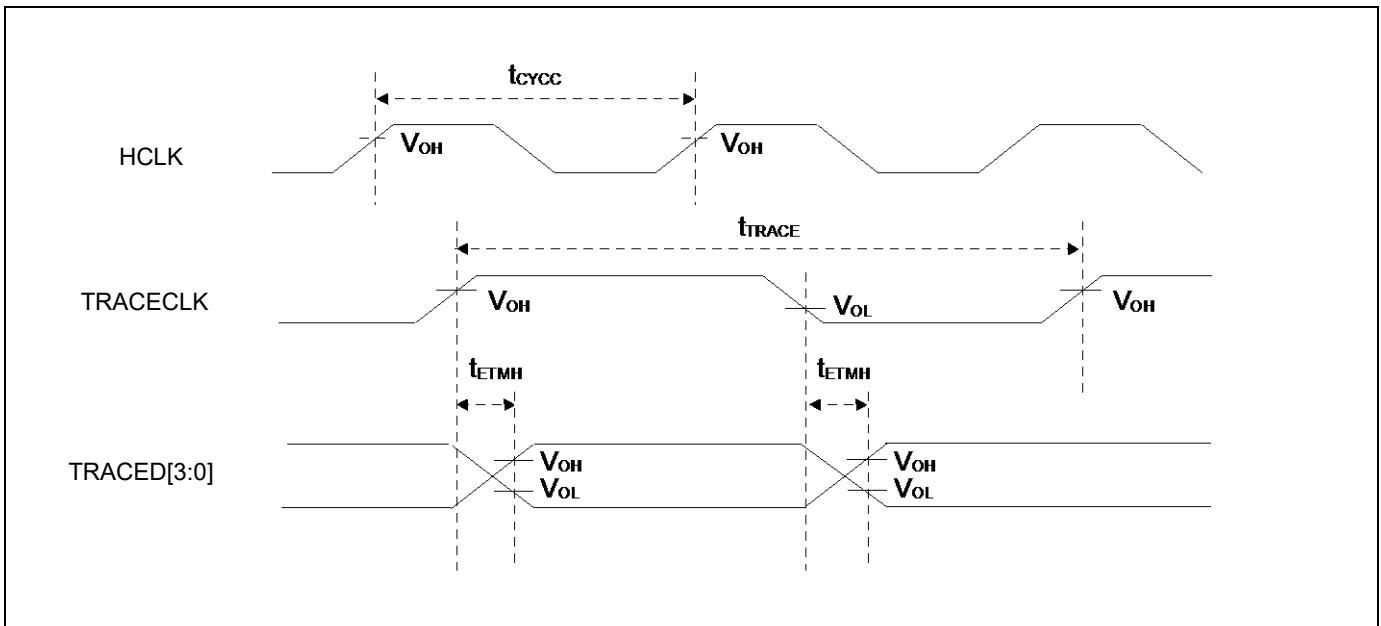 tCYCC
HCLK
VOH VOH
tTRACE
TRACECLK
VOH VOL VOH
tETMH tETMH
TRACED[3:0]
VOH VOH
VOL VOL